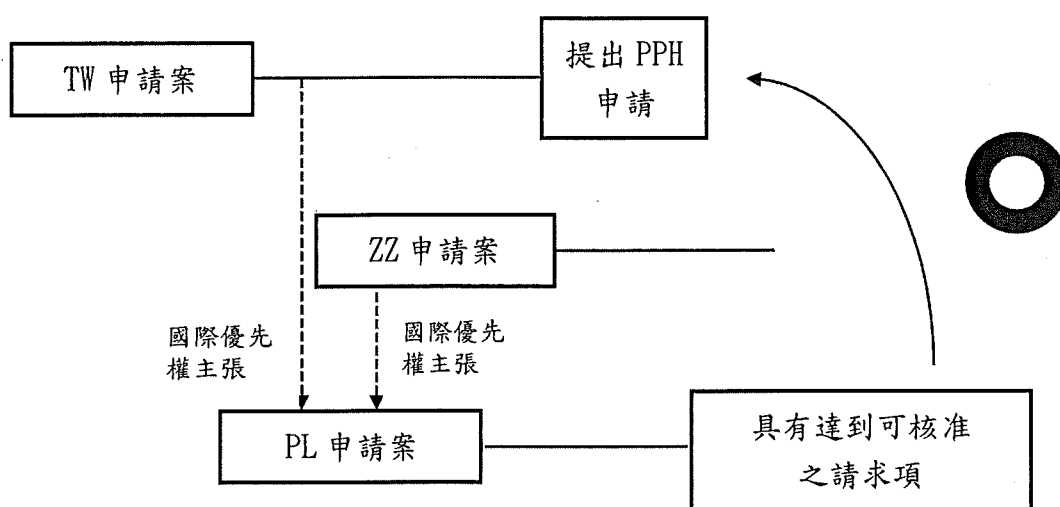 TW 申請案
提出 PPH
申請
ZZ 申請案
國際優先
權主張
國際優先
權主張
PL 申請案
具有達到可核准
之請求項